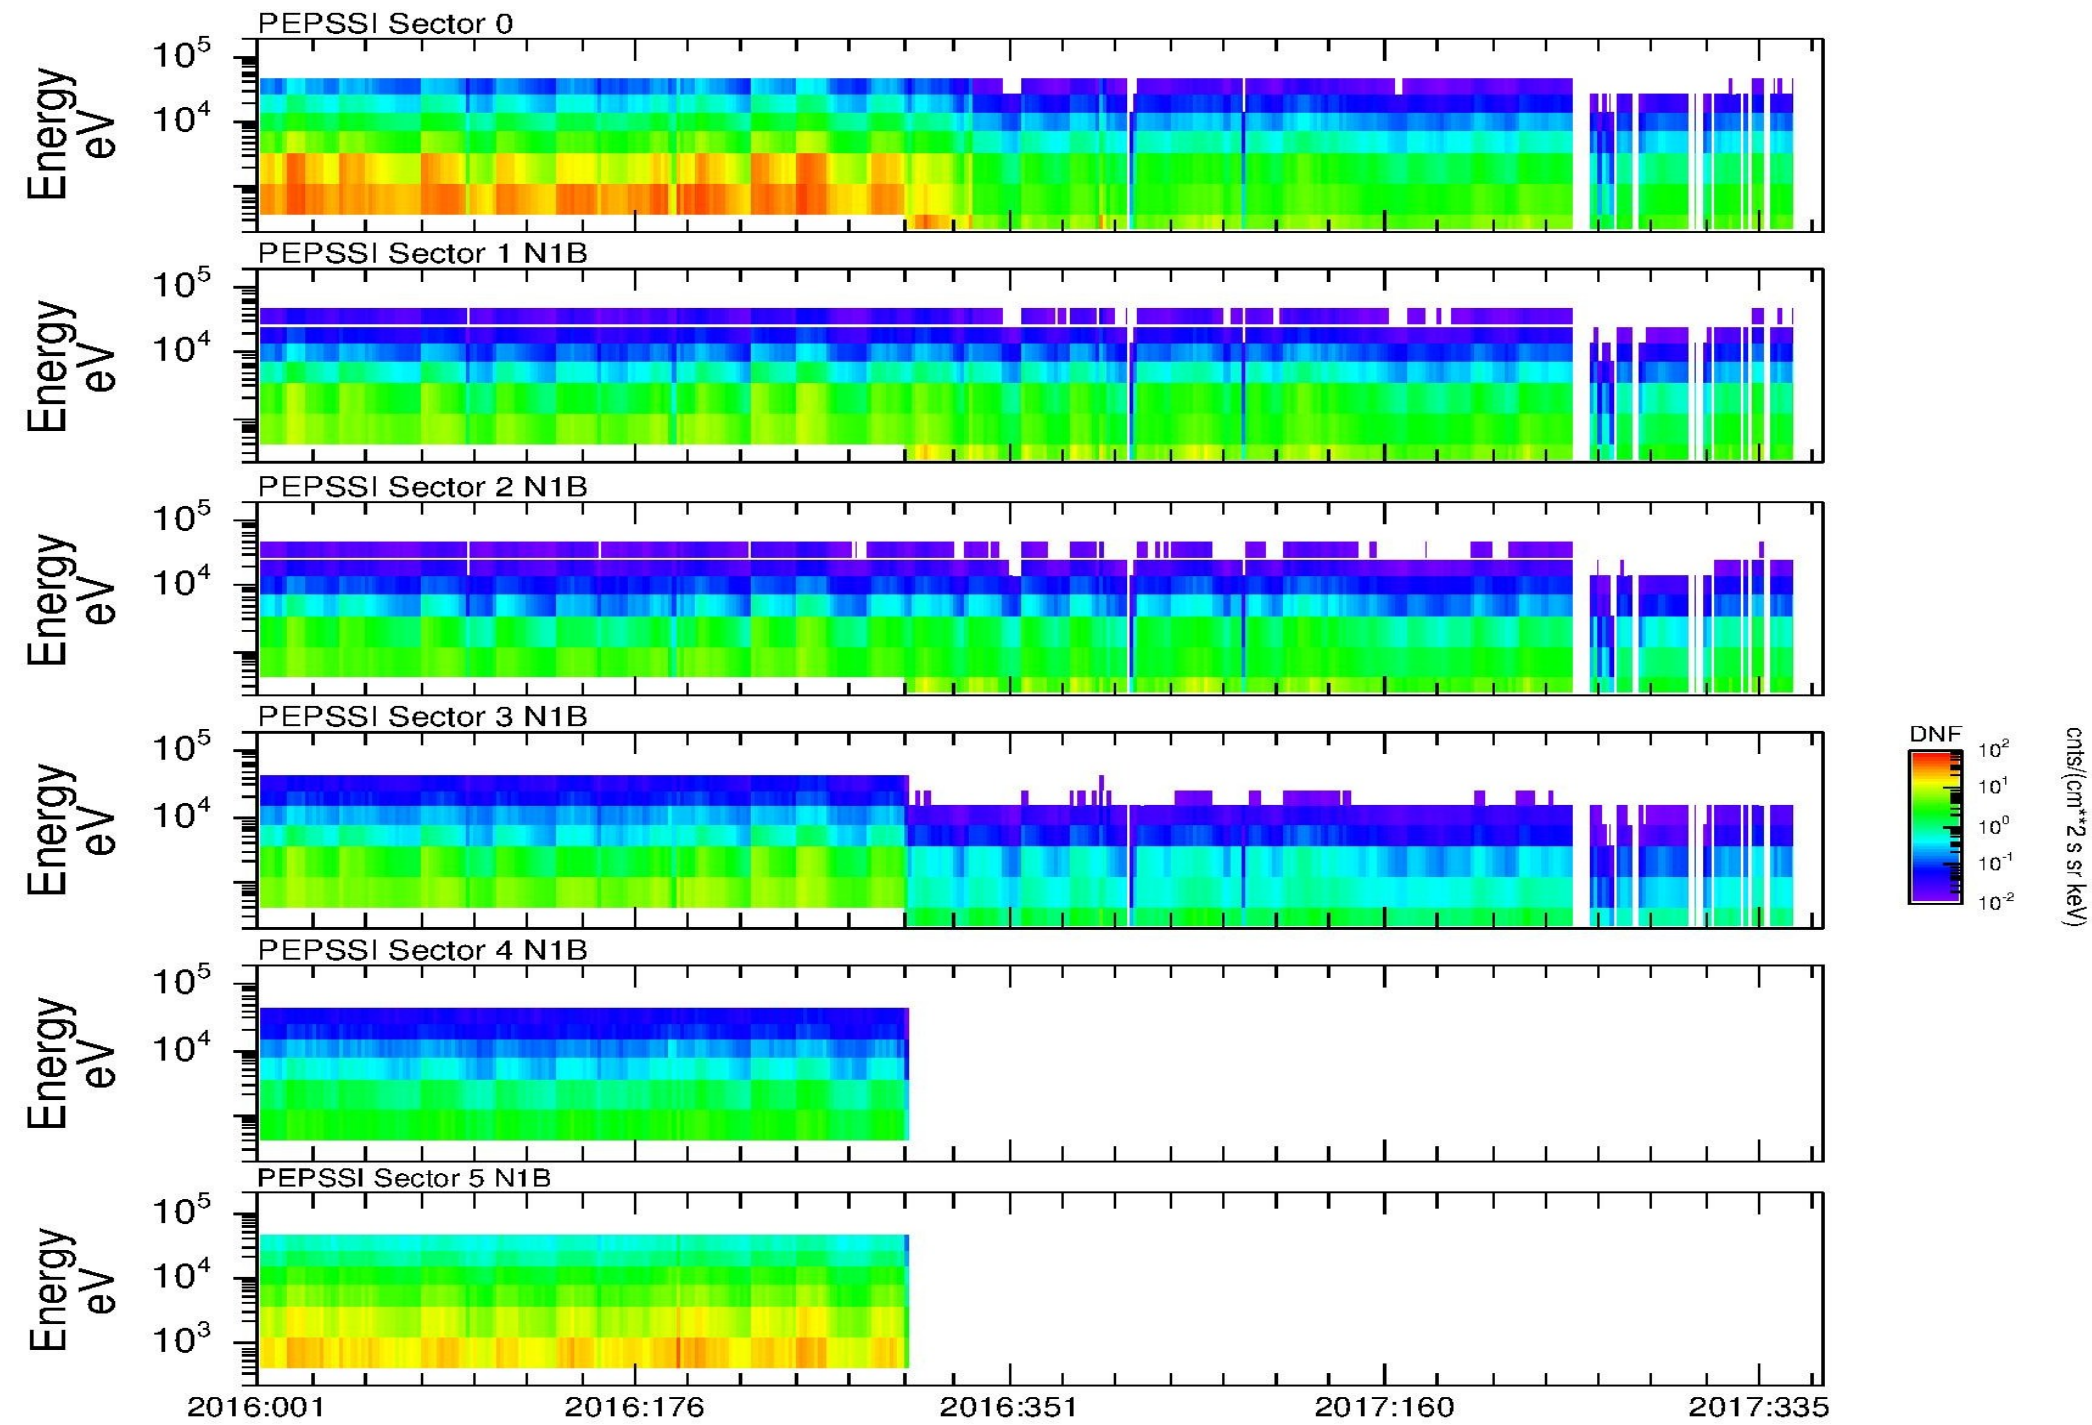 PEPSSI Sector 0
10^5
10^4
Energy
eV
PEPSSI Sector 1 N1B
10^5
10^4
Energy
eV
PEPSSI Sector 2 N1B
10^5
10^4
Energy
eV
PEPSSI Sector 3 N1B
10^5
10^4
Energy
eV
DNF
10^2
10^1
10^0
10^-1
10^-2
cnts/(cm**2 s sr keV)
PEPSSI Sector 4 N1B
10^5
10^4
Energy
eV
PEPSSI Sector 5 N1B
10^5
10^4
10^3
Energy
eV
2016:001 2016:176 2016:351 2017:160 2017:335